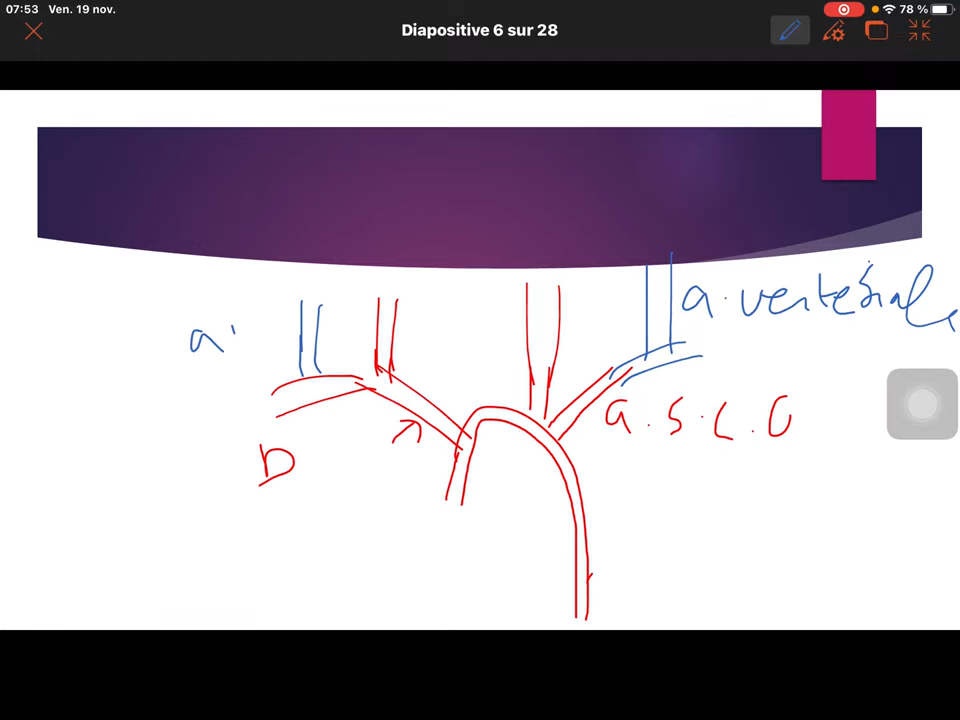 07:53 Ven. 19 nov.
78 %
Diapositive 6 sur 28
a. vertébrale
a.
a. s. c. G
D